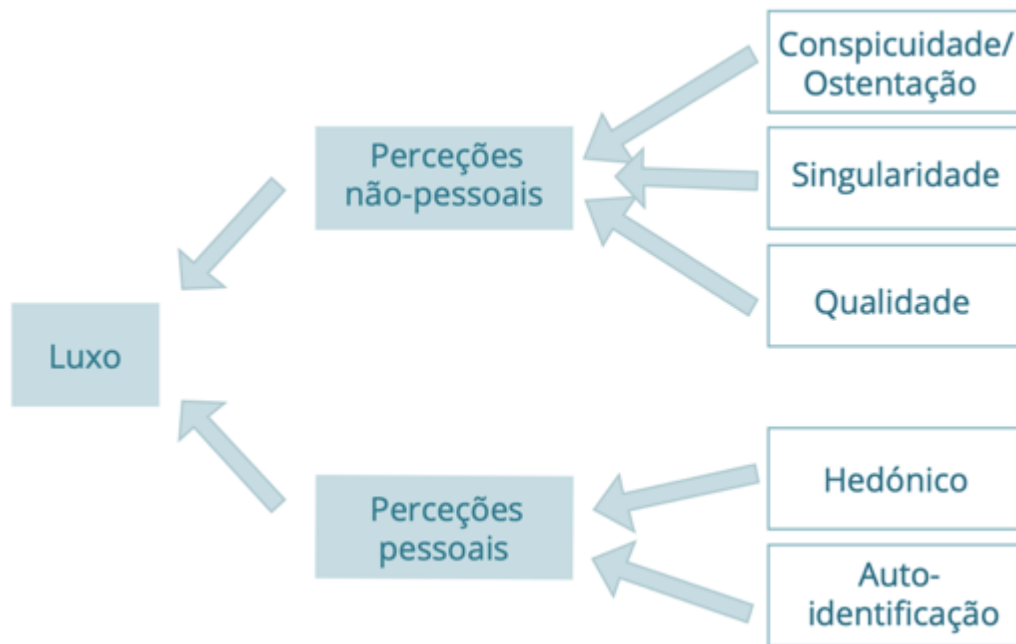 Conspicuidade/
Ostentação
Perceções
não-pessoais
Singularidade
Qualidade
Luxo
Hedónico
Perceções
pessoais
Auto-
identificação